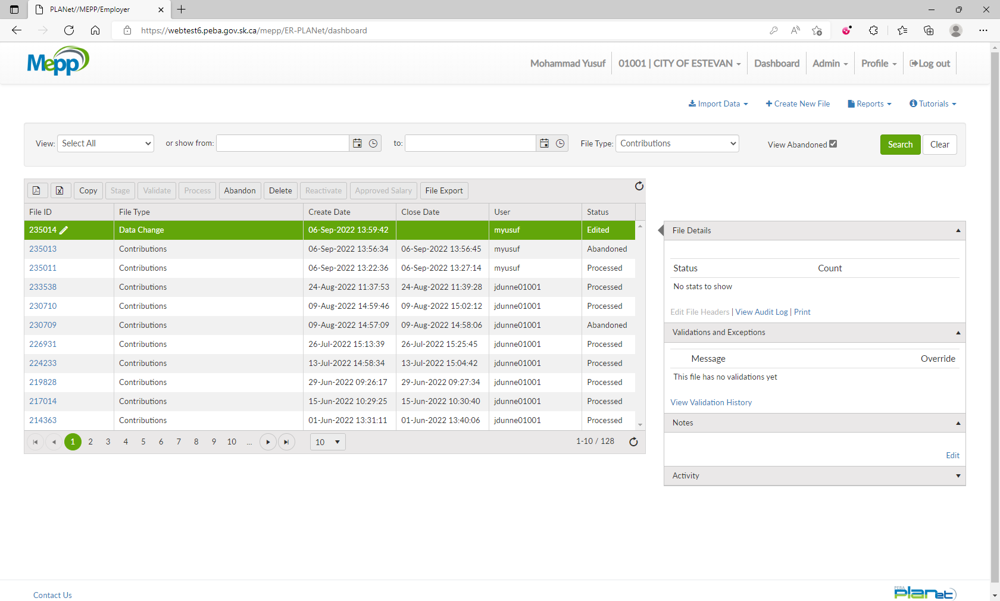 PLANet//MEPP/Employer
https://webtest6.peba.gov.sk.ca/mepp/ER-PLANet/dashboard
Mepp
Mohammad Yusuf 01001 | CITY OF ESTEVAN Dashboard Admin Profile Log out
Import Data Create New File Reports Tutorials
View: Select All or show from: to: File Type: Contributions View Abandoned Search Clear
Copy Stage Validate Process Abandon Delete Reactivate Approved Salary File Export
File ID File Type Create Date Close Date User Status
235014 Data Change 06-Sep-2022 13:59:42 myusuf Edited
235013 Contributions 06-Sep-2022 13:56:34 06-Sep-2022 13:56:45 myusuf Abandoned
235011 Contributions 06-Sep-2022 13:22:36 06-Sep-2022 13:27:14 myusuf Processed
233538 Contributions 24-Aug-2022 11:37:53 24-Aug-2022 11:39:28 jdunne01001 Processed
230710 Contributions 09-Aug-2022 14:59:46 09-Aug-2022 15:02:12 jdunne01001 Processed
230709 Contributions 09-Aug-2022 14:57:09 09-Aug-2022 14:58:06 jdunne01001 Abandoned
226931 Contributions 26-Jul-2022 15:13:39 26-Jul-2022 15:25:45 jdunne01001 Processed
224233 Contributions 13-Jul-2022 14:58:34 13-Jul-2022 15:04:42 jdunne01001 Processed
219828 Contributions 29-Jun-2022 09:26:17 29-Jun-2022 09:27:34 jdunne01001 Processed
217014 Contributions 15-Jun-2022 10:29:25 15-Jun-2022 10:30:40 jdunne01001 Processed
214363 Contributions 01-Jun-2022 13:31:11 01-Jun-2022 13:40:06 jdunne01001 Processed
1 2 3 4 5 6 7 8 9 10 ... 10 1-10 / 128
File Details
Status Count
No stats to show
Edit File Headers | View Audit Log | Print
Validations and Exceptions
Message Override
This file has no validations yet
View Validation History
Notes
Edit
Activity
Contact Us
PEBA
planet